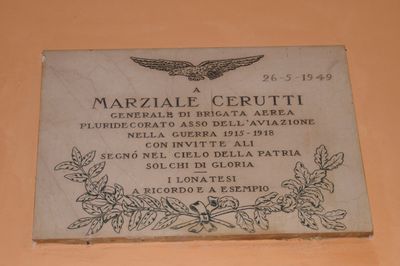 26-5-1949
A
MARZIALE CERUTTI
GENERALE DI BRIGATA AEREA
PLURIDECORATO ASSO DELL'AVIAZIONE
NELLA GUERRA 1915-1918
CON INVITTE ALI
SEGNÒ NEL CIELO DELLA PATRIA
SOLCHI DI GLORIA
I LONATESI
A RICORDO E A ESEMPIO